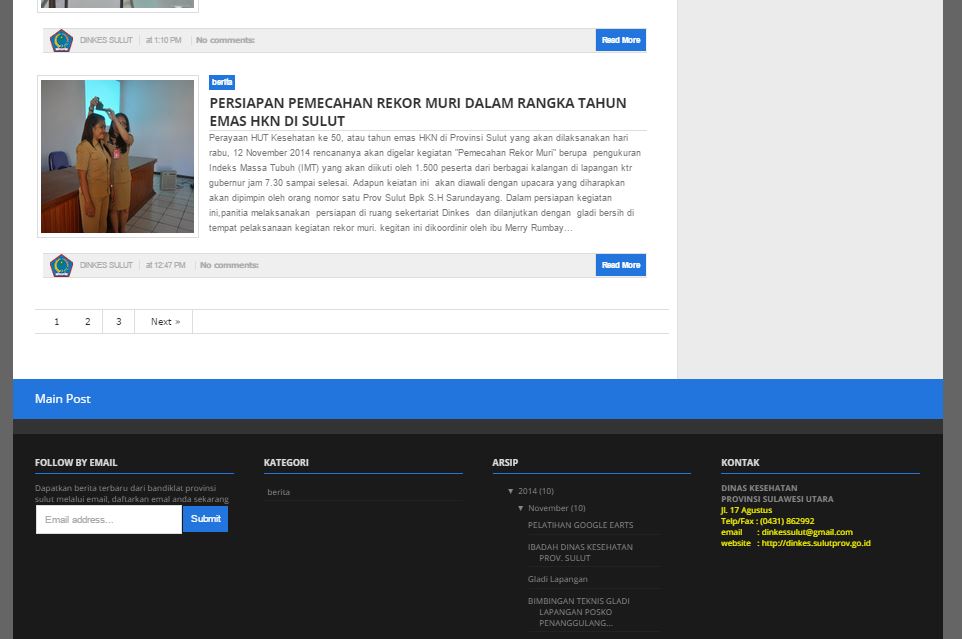 DINKES SULUT at 1:10 PM No comments: Read More
berita
PERSIAPAN PEMECAHAN REKOR MURI DALAM RANGKA TAHUN
EMAS HKN DI SULUT
Perayaan HUT Kesehatan ke 50, atau tahun emas HKN di Provinsi Sulut yang akan dilaksanakan hari
rabu, 12 November 2014 rencananya akan digelar kegiatan "Pemecahan Rekor Muri" berupa pengukuran
Indeks Massa Tubuh (IMT) yang akan diikuti oleh 1.500 peserta dari berbagai kalangan di lapangan ktr
gubernur jam 7.30 sampai selesai. Adapun keiatan ini akan diawali dengan upacara yang diharapkan
akan dipimpin oleh orang nomor satu Prov Sulut Bpk S.H Sarundayang. Dalam persiapan kegiatan
ini,panitia melaksanakan persiapan di ruang sekertariat Dinkes dan dilanjutkan dengan gladi bersih di
tempat pelaksanaan kegiatan rekor muri. kegitan ini dikoordinir oleh ibu Merry Rumbay...
DINKES SULUT at 12:47 PM No comments: Read More
1 2 3 Next »
Main Post
FOLLOW BY EMAIL
Dapatkan berita terbaru dari bandiklat provinsi
sulut melalui email, daftarkan emal anda sekarang
Email address... Submit
KATEGORI
berita
ARSIP
▼ 2014 (10)
▼ November (10)
PELATIHAN GOOGLE EARTS
IBADAH DINAS KESEHATAN
PROV. SULUT
Gladi Lapangan
BIMBINGAN TEKNIS GLADI
LAPANGAN POSKO
PENANGGULANG...
KONTAK
DINAS KESEHATAN
PROVINSI SULAWESI UTARA
Jl. 17 Agustus
Telp/Fax : (0431) 862992
email : dinkessulut@gmail.com
website : http://dinkes.sulutprov.go.id